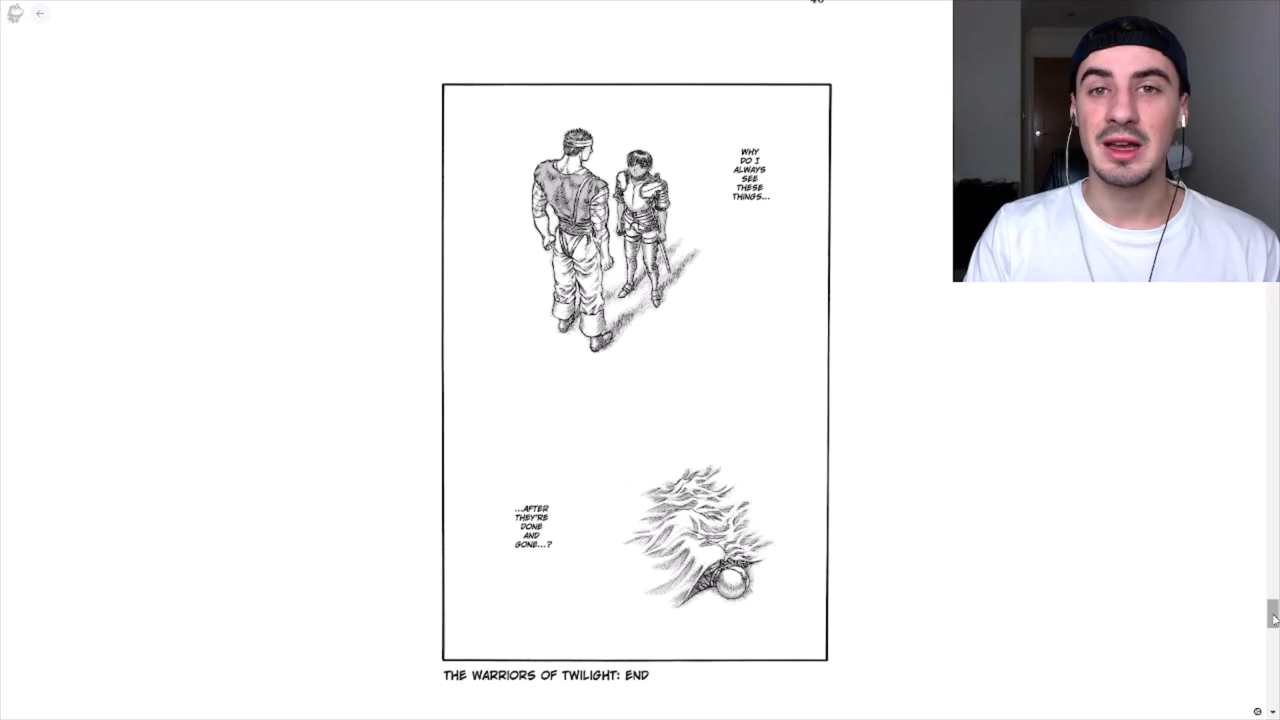 WHY
DO I
ALWAYS
SEE
THESE
THINGS...
...AFTER
THEY'RE
DONE
AND
GONE...?
THE WARRIORS OF TWILIGHT: END